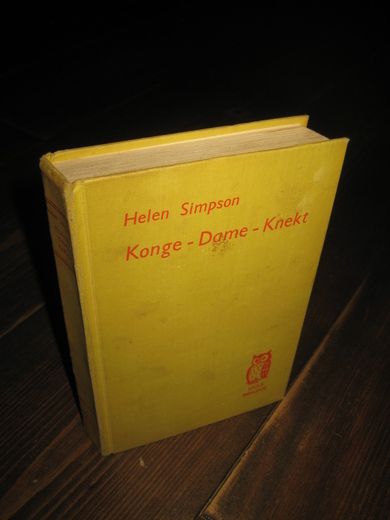 Helen Simpson
Konge - Dame - Knekt